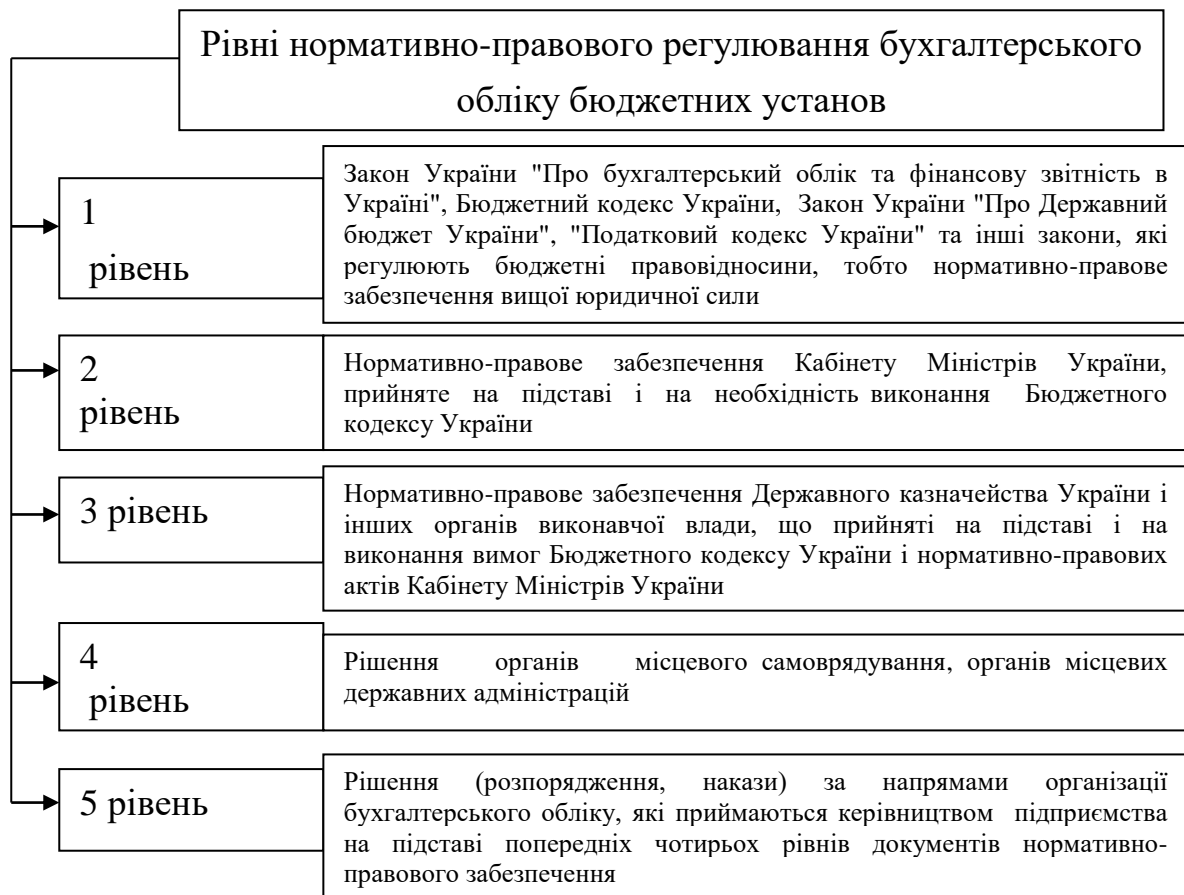 Рівні нормативно-правового регулювання бухгалтерського
обліку бюджетних установ
1
рівень
Закон України "Про бухгалтерський облік та фінансову звітність в
Україні", Бюджетний кодекс України, Закон України "Про Державний
бюджет України", "Податковий кодекс України" та інші закони, які
регулюють бюджетні правовідносини, тобто нормативно-правове
забезпечення вищої юридичної сили
2
рівень
Нормативно-правове забезпечення Кабінету Міністрів України,
прийняте на підставі і на необхідність виконання Бюджетного
кодексу України
3 рівень
Нормативно-правове забезпечення Державного казначейства України і
інших органів виконавчої влади, що прийняті на підставі і на
виконання вимог Бюджетного кодексу України і нормативно-правових
актів Кабінету Міністрів України
4
рівень
Рішення органів місцевого самоврядування, органів місцевих
державних адміністрацій
5 рівень
Рішення (розпорядження, накази) за напрямами організації
бухгалтерського обліку, які приймаються керівництвом підприємства
на підставі попередніх чотирьох рівнів документів нормативно-
правового забезпечення